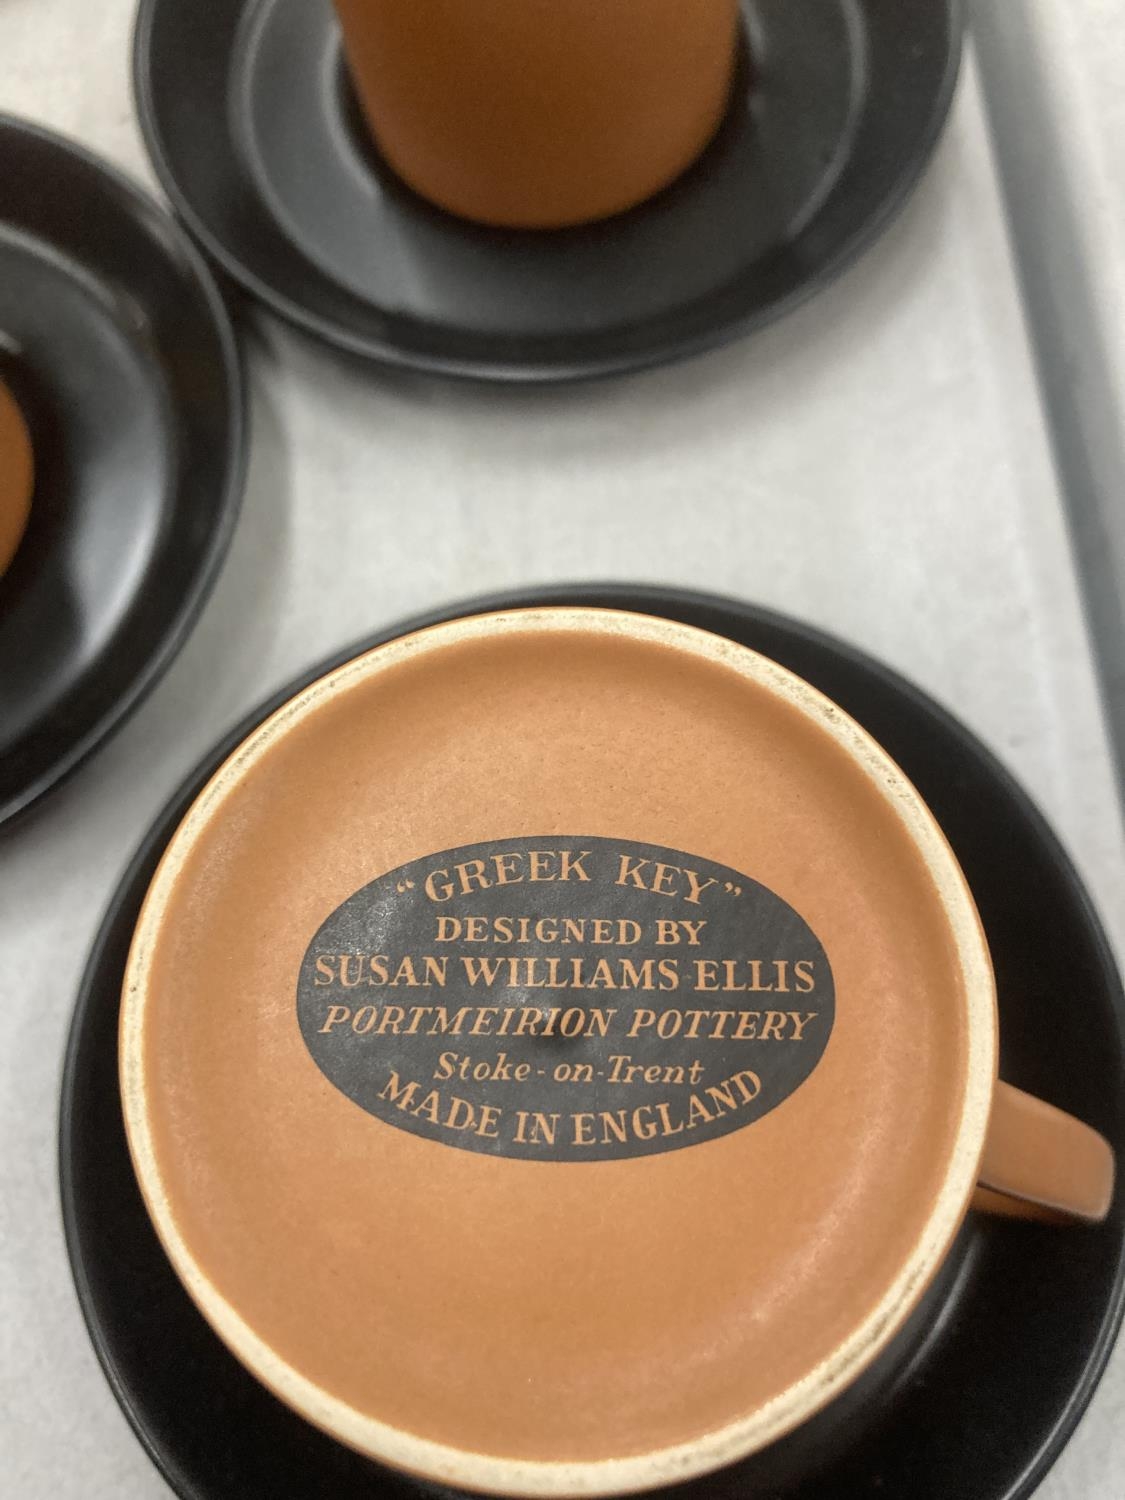 “GREEK KEY”
DESIGNED BY
SUSAN WILLIAMS-ELLIS
PORTMEIRION POTTERY
Stoke-on-Trent
MADE IN ENGLAND